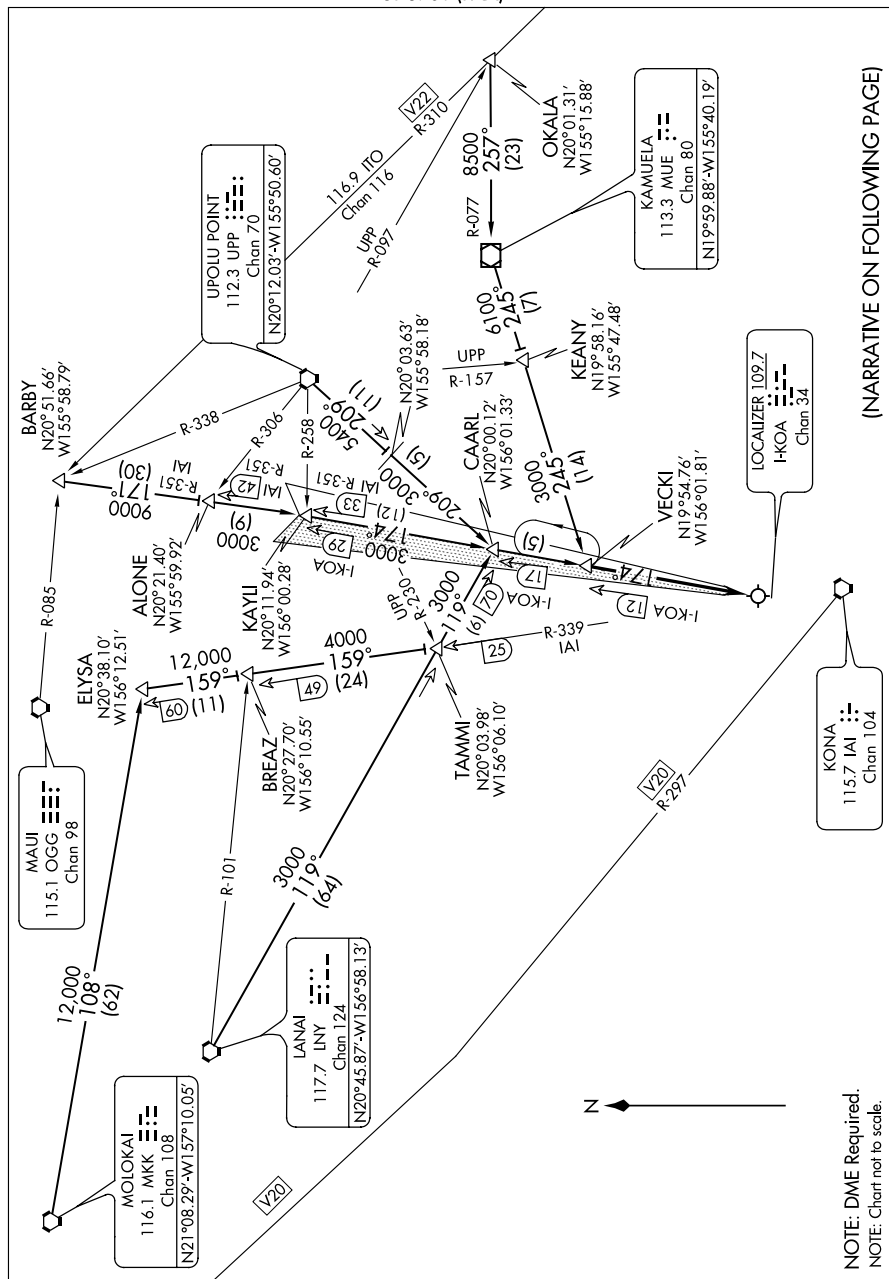 BARBY
N20°51.66'
W155°58.79'
UPOLU POINT
112.3 UPP
Chan 70
N20°12.03'-W155°50.60'
V22
R-310
116.9 ITO
Chan 116
UPP
R-097
8500
257°
(23)
R-077
OKALA
N20°01.31'
W155°15.88'
KAMUELA
113.3 MUE
Chan 80
N19°59.88'-W155°40.19'
6100
245°
(7)
KEANY
N19°58.16'
W155°47.48'
UPP
R-157
3000
245°
(14)
R-338
R-306
R-258
5400
209°
(11)
N20°03.63'
W155°58.18'
3000
209°
(5)
CAARL
N20°00.12'
W156°01.33'
VECKI
N19°54.76'
W156°01.81'
LOCALIZER 109.7
I-KOA
Chan 34
9000
171°
(30)
R-351
IAI
ALONE
N20°21.40'
W155°59.92'
42
IAI
R-351
3000
(9)
KAYLI
N20°11.94'
W156°00.28'
33
IAI R-351
(12)
174°
3000
29
I-KOA
(5)
17
I-KOA
174°
12
I-KOA
R-085
MAUI
115.1 OGG
Chan 98
ELYSA
N20°38.10'
W156°12.51'
12,000
159°
(11)
60
BREAZ
N20°27.70'
W156°10.55'
4000
159°
(24)
49
UPP
R-230
3000
119°
(6)
70
R-339
IAI
25
TAMMI
N20°03.98'
W156°06.10'
R-101
3000
119°
(64)
12,000
108°
(62)
MOLOKAI
116.1 MKK
Chan 108
N21°08.29'-W157°10.05'
LANAI
117.7 LNY
Chan 124
N20°45.87'-W156°58.13'
V20
V20
R-297
KONA
115.7 IAI
Chan 104
N
(NARRATIVE ON FOLLOWING PAGE)
NOTE: DME Required.
NOTE: Chart not to scale.